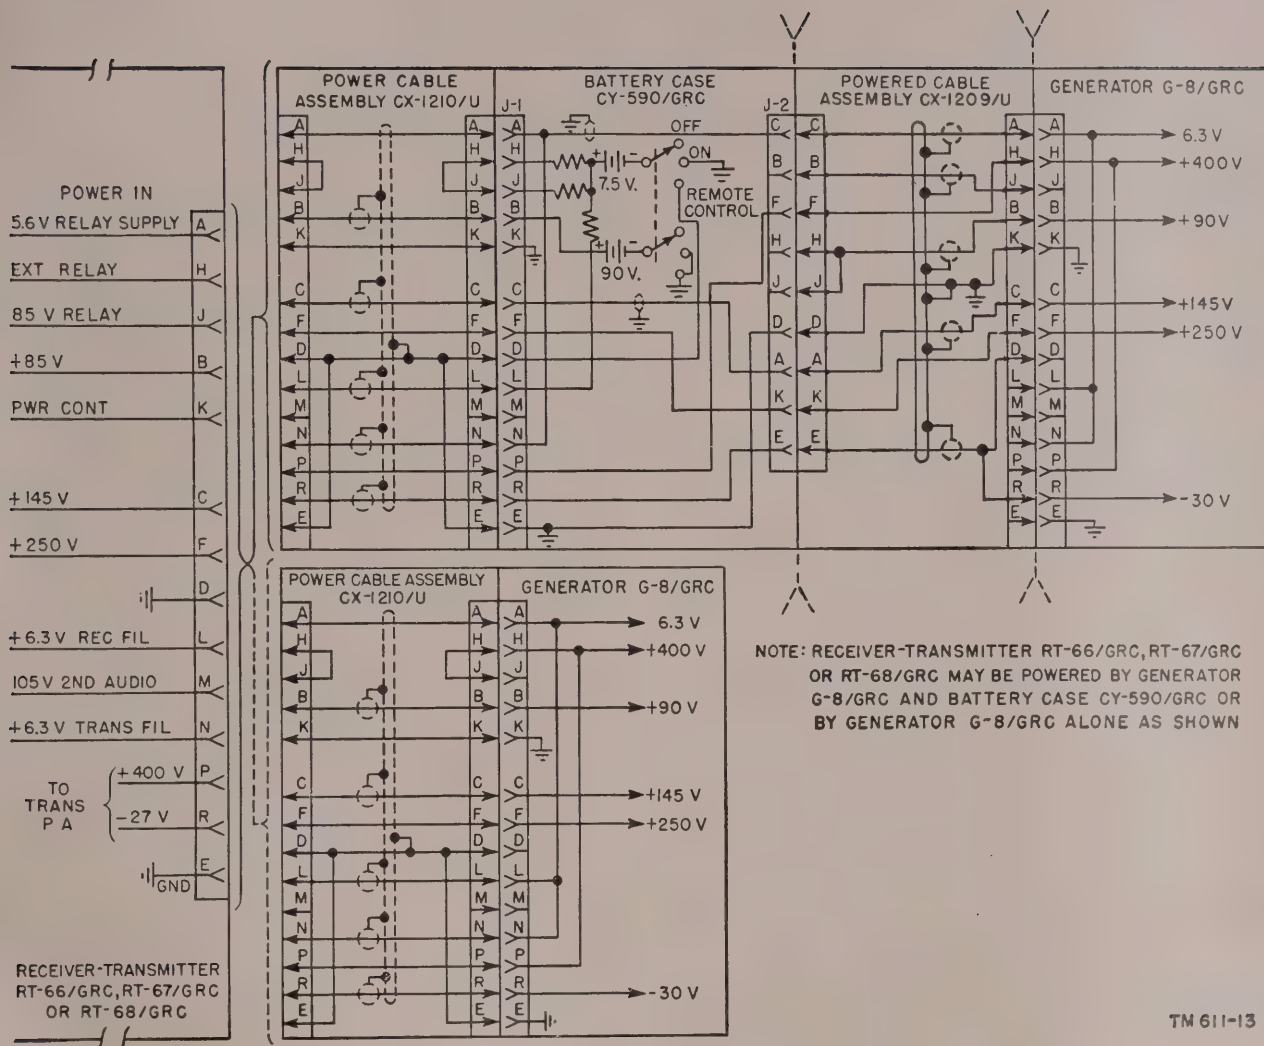 POWER IN
5.6V RELAY SUPPLY A
EXT RELAY H
85 V RELAY J
+85 V B
PWR CONT K
+145 V C
+250 V F
D
+6.3 V REC FIL L
105V 2ND AUDIO M
+6.3 V TRANS FIL N
TO
TRANS
P A
+400 V P
-27 V R
E
GND
RECEIVER-TRANSMITTER
RT-66/GRC, RT-67/GRC
OR RT-68/GRC
POWER CABLE
ASSEMBLY CX-1210/U
A
H
J
B
K
C
F
D
L
M
N
P
R
E
A
H
J
B
K
C
F
D
L
M
N
P
R
E
J-1
A
H
J
B
K
C
F
D
L
M
N
P
R
E
BATTERY CASE
CY-590/GRC
OFF
ON
+ -
7.5 V.
REMOTE
CONTROL
+ -
90 V.
J-2
C
B
F
H
J
D
A
K
E
POWERED CABLE
ASSEMBLY CX-1209/U
C
B
F
H
J
D
A
K
E
A
H
J
B
K
C
F
D
L
M
N
P
R
E
GENERATOR G-8/GRC
A
H
J
B
K
C
F
D
L
M
N
P
R
E
6.3 V
+400V
+90V
+145V
+250 V
-30 V
POWER CABLE ASSEMBLY
CX-1210/U
A
H
J
B
K
C
F
D
L
M
N
P
R
E
A
H
J
B
K
C
F
D
L
M
N
P
R
E
GENERATOR G-8/GRC
A
H
J
B
K
C
F
D
L
M
N
P
R
E
6.3 V
+400V
+90 V
+145 V
+250 V
-30 V
NOTE: RECEIVER-TRANSMITTER RT-66/GRC, RT-67/GRC
OR RT-68/GRC MAY BE POWERED BY GENERATOR
G-8/GRC AND BATTERY CASE CY-590/GRC OR
BY GENERATOR G-8/GRC ALONE AS SHOWN
TM 611-13